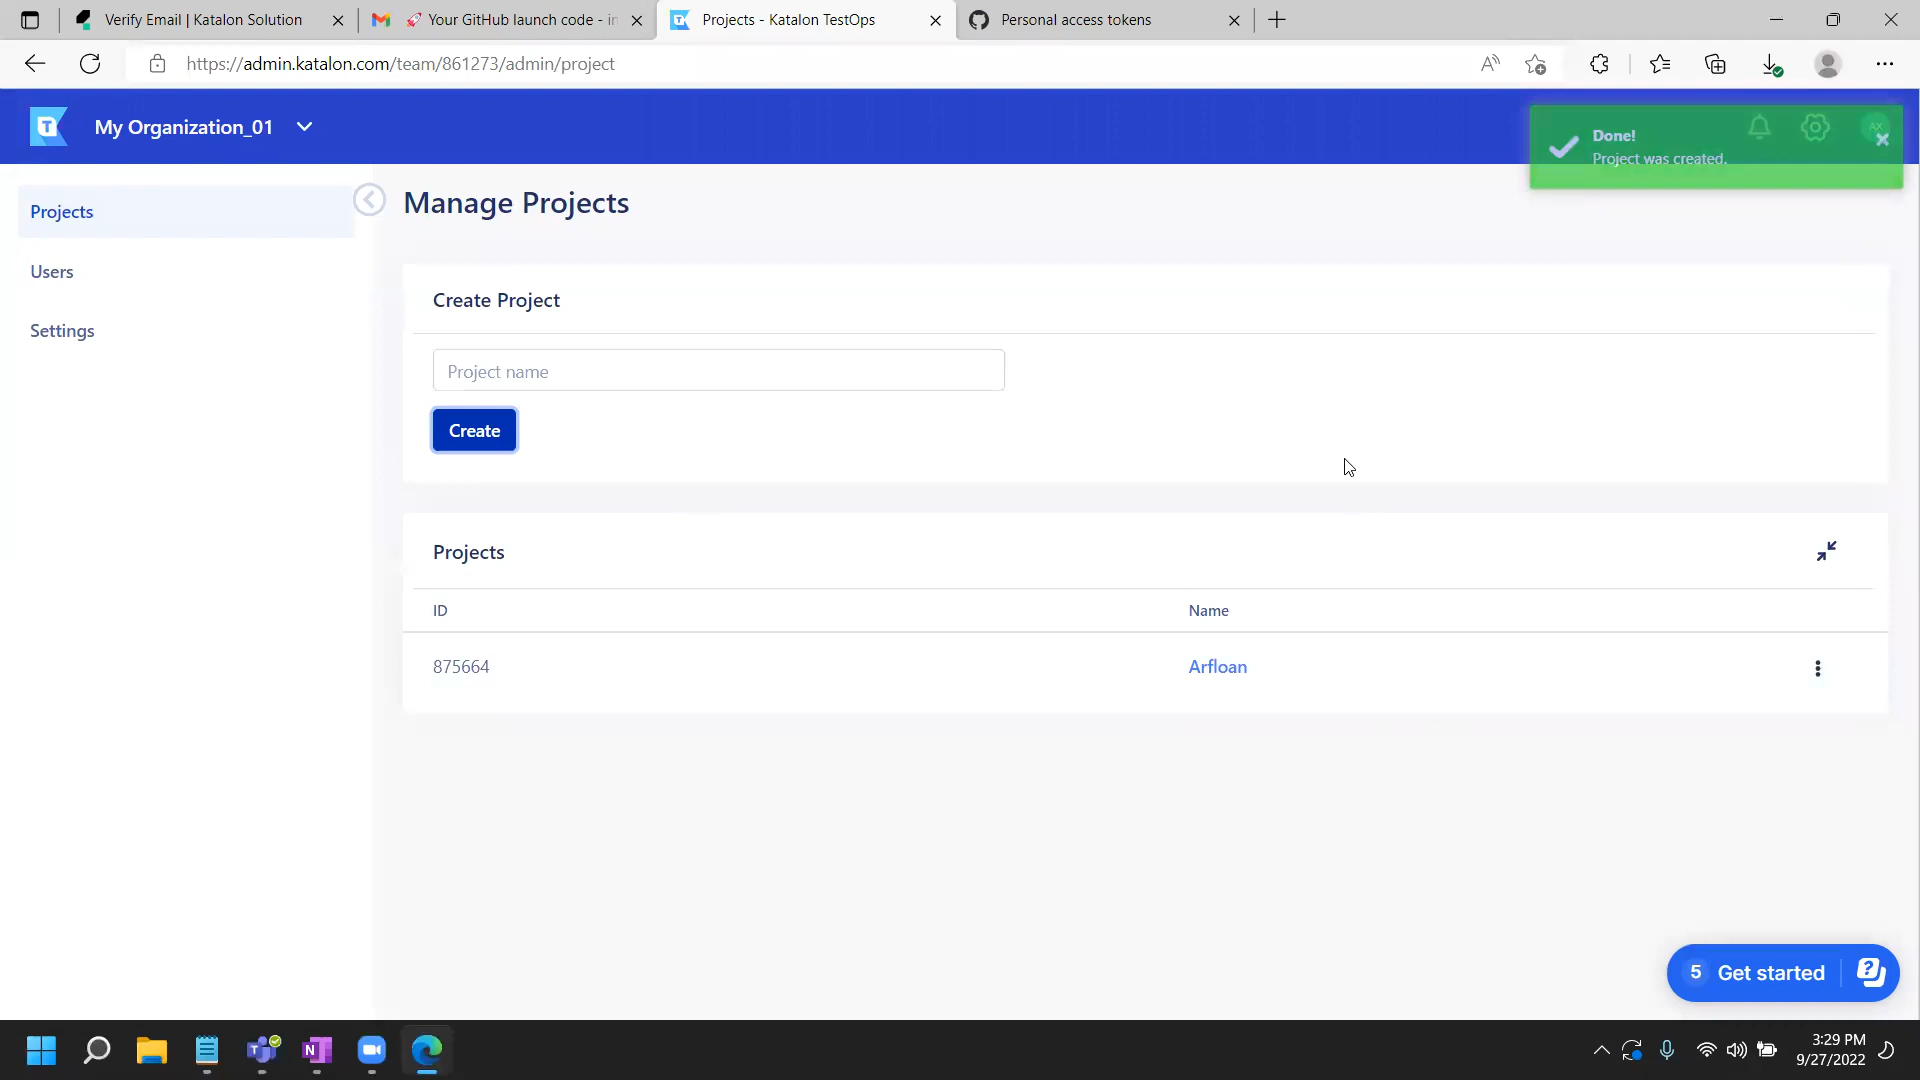 Verify Email | Katalon Solution
Your GitHub launch code - in
Projects - Katalon TestOps
Personal access tokens
https://admin.katalon.com/team/861273/admin/project
My Organization_01
Done!
Project was created.
AX
Projects
Users
Settings
Manage Projects
Create Project
Project name
Create
Projects
ID
Name
875664
Arfloan
5 Get started
3:29 PM
9/27/2022